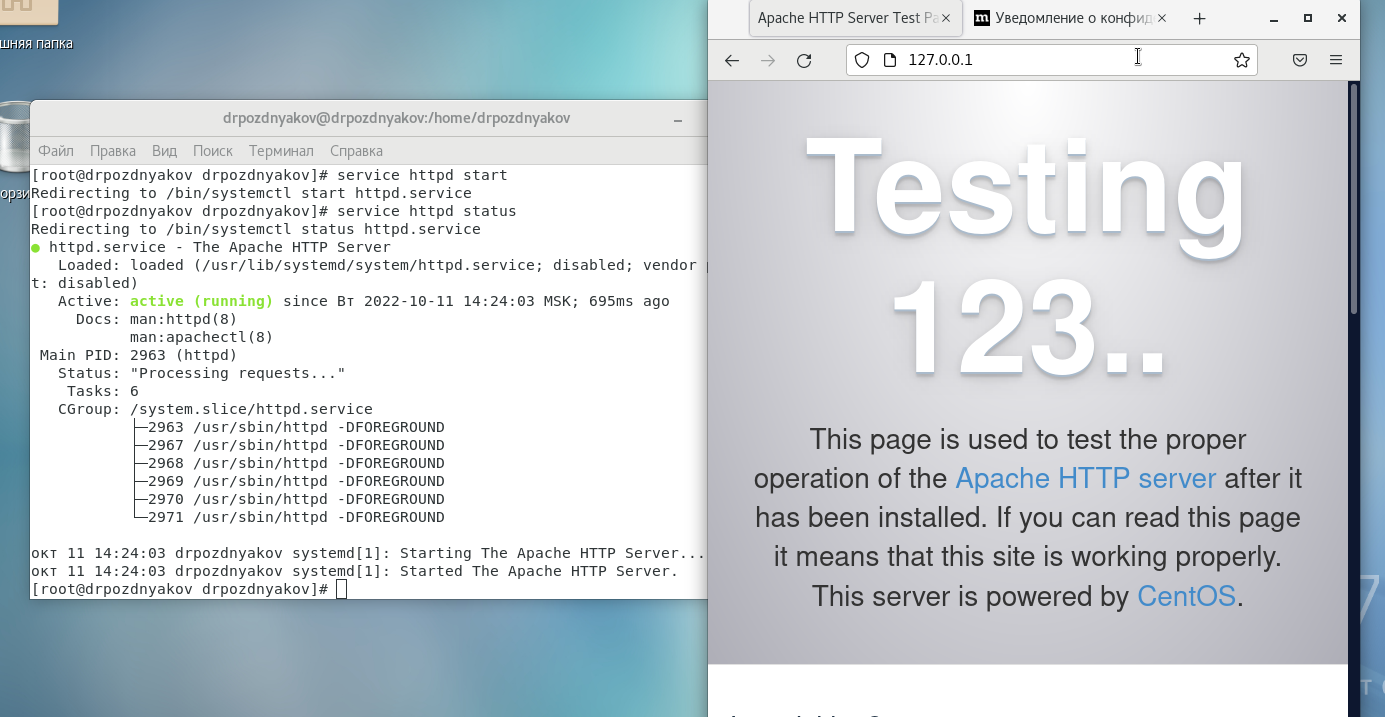 шняя папка
drpozdnyakov@drpozdnyakov:/home/drpozdnyakov
Файл Правка Вид Поиск Терминал Справка
[root@drpozdnyakov drpozdnyakov]# service httpd start
Redirecting to /bin/systemctl start httpd.service
[root@drpozdnyakov drpozdnyakov]# service httpd status
Redirecting to /bin/systemctl status httpd.service
● httpd.service - The Apache HTTP Server
Loaded: loaded (/usr/lib/systemd/system/httpd.service; disabled; vendor
t: disabled)
Active: active (running) since Вт 2022-10-11 14:24:03 MSK; 695ms ago
Docs: man:httpd(8)
man:apachectl(8)
Main PID: 2963 (httpd)
Status: "Processing requests..."
Tasks: 6
CGroup: /system.slice/httpd.service
├─2963 /usr/sbin/httpd -DFOREGROUND
├─2967 /usr/sbin/httpd -DFOREGROUND
├─2968 /usr/sbin/httpd -DFOREGROUND
├─2969 /usr/sbin/httpd -DFOREGROUND
├─2970 /usr/sbin/httpd -DFOREGROUND
└─2971 /usr/sbin/httpd -DFOREGROUND
окт 11 14:24:03 drpozdnyakov systemd[1]: Starting The Apache HTTP Server...
окт 11 14:24:03 drpozdnyakov systemd[1]: Started The Apache HTTP Server.
[root@drpozdnyakov drpozdnyakov]#
Apache HTTP Server Test Pa
m Уведомление о конфид
127.0.0.1
Testing
123..
This page is used to test the proper
operation of the Apache HTTP server after it
has been installed. If you can read this page
it means that this site is working properly.
This server is powered by CentOS.
7